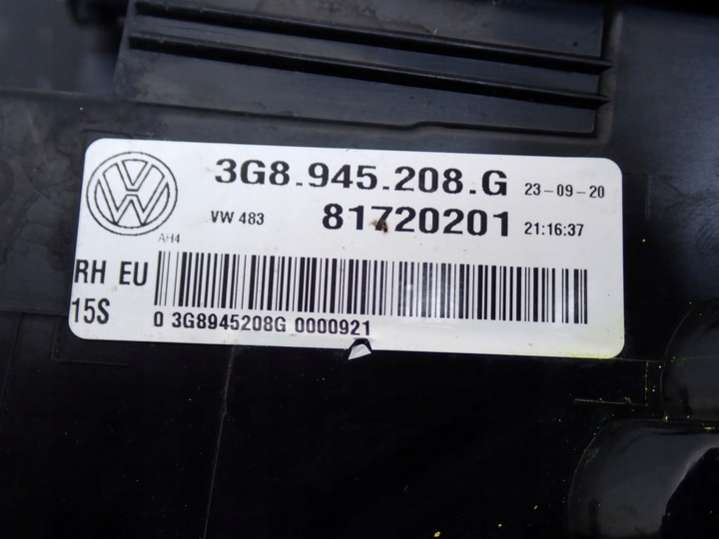 3G8.945.208.G 23-09-20
VW 483 81720201 21:16:37
AH4
RH EU
15S
0 3G8945208G 0000921